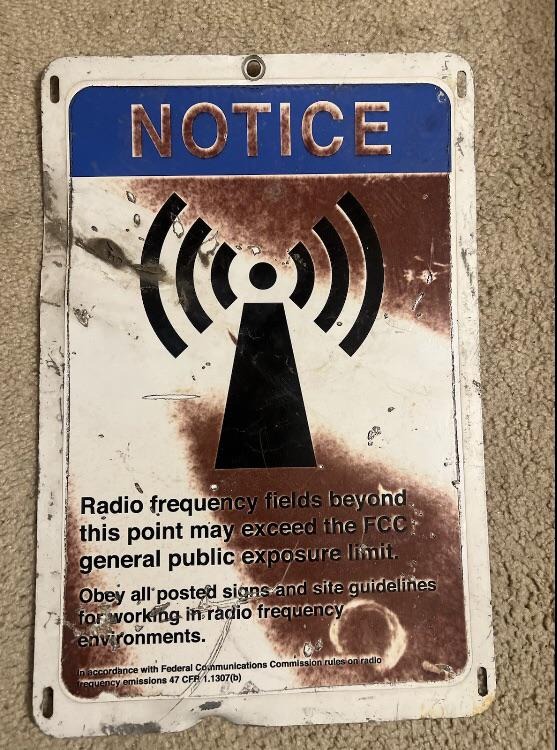 NOTICE
Radio frequency fields beyond
this point may exceed the FCC
general public exposure limit.
Obey all posted signs and site guidelines
for working in radio frequency
environments.
In accordance with Federal Communications Commission rules on radio
frequency emissions 47 CFR 1.1307(b)